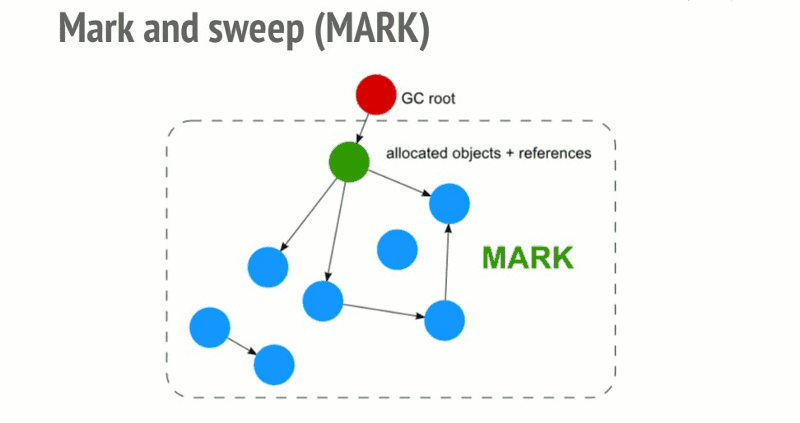 Mark and sweep (MARK)
GC root
allocated objects + references
MARK